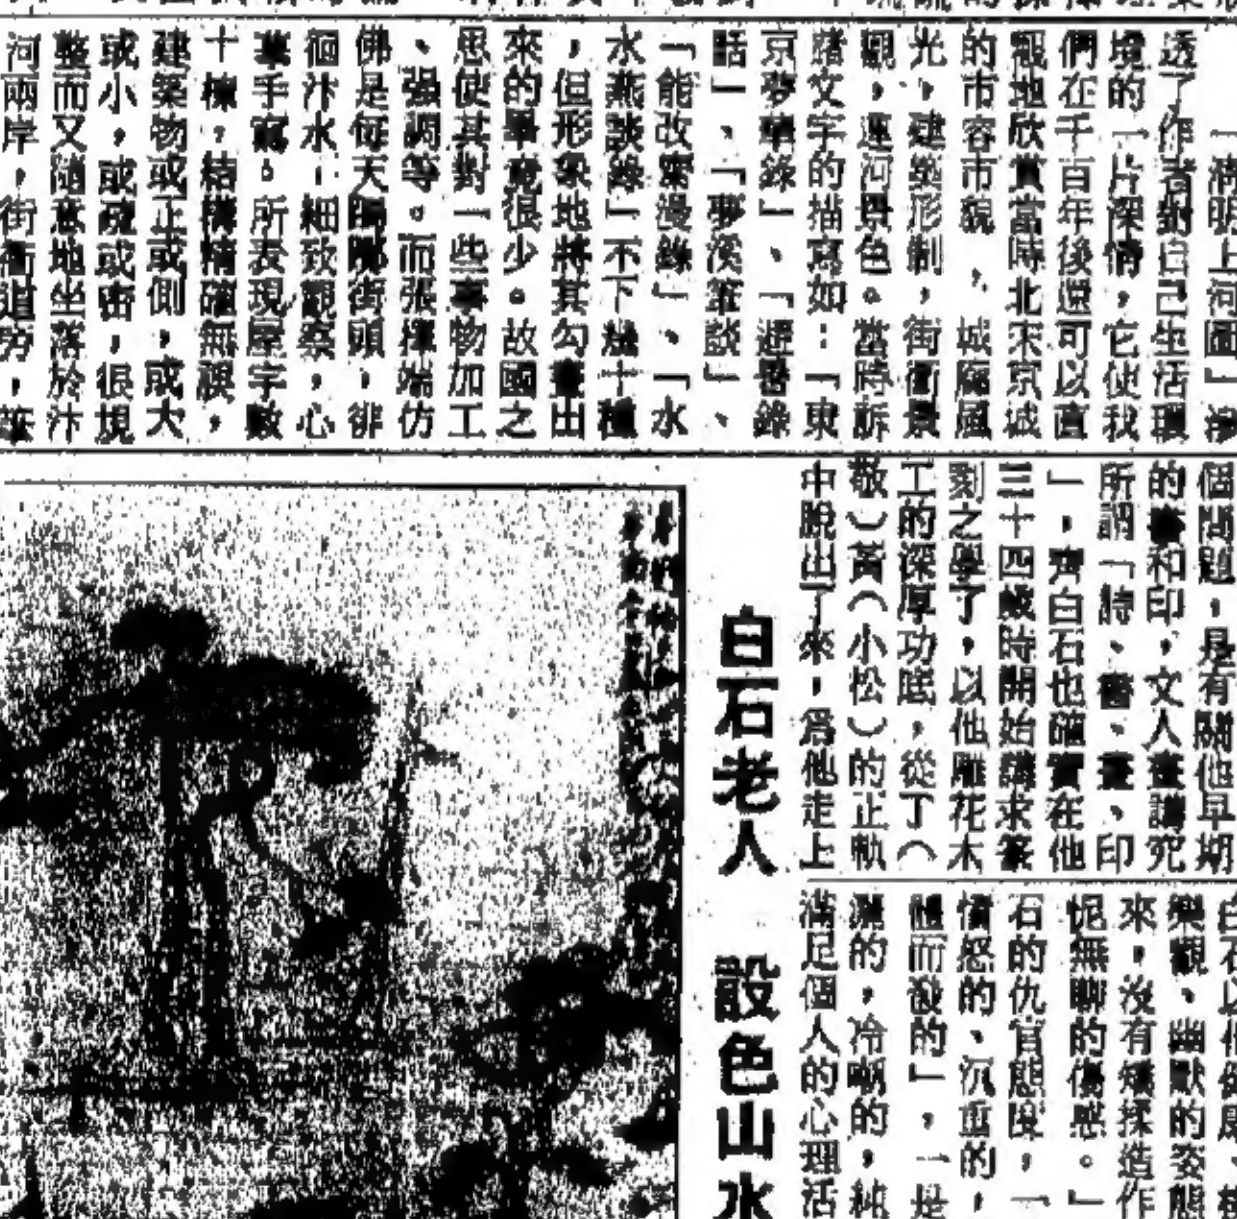 「清明上河圖」滲
透了作者對自己生活環
境的一片深情，它使我
們在千百年後還可以直
觀地欣賞當時北宋京城
的市容市貌，城廓風
光，建築形制，街衢景
觀，運河景色。當時訴
諸文字的描寫如：「東
京夢華錄」、「避暑錄
話」、「夢溪筆談」、
「能改齋漫錄」、「水
水燕談錄」不下幾十種
，但形象地將其勾畫出
來的畢竟很少。故國之
思使其對一些事物加工
、強調等。而張擇端仿
佛是每天踟躑街頭，徘
徊汴水，細致觀察，心
摹手寫。所表現屋宇數
十棟，結構精確無誤，
建築物或正或側，或大
或小，或疏或密，很規
整而又隨意地坐落於汴
河兩岸，街衢道旁，
個問題，是有關他早期
的畫和印，文人畫講究
所謂「詩、書、畫、印
」，齊白石也確實在他
三十四歲時開始講求篆
刻之學了，以他雕花木
工的深厚功底，從丁（
敬）黃（小松）的正軌
中脫出了來，爲他走上
白石以他
樂觀、幽默的姿態
來，沒有矯揉造作
怩無聊的傷感。」
石的仇官態度，一
憤怒的、沉重的，
體而發的」，一是
諷的，冷嘲的，純
滿足個人的心理活
白石老人 設色山水